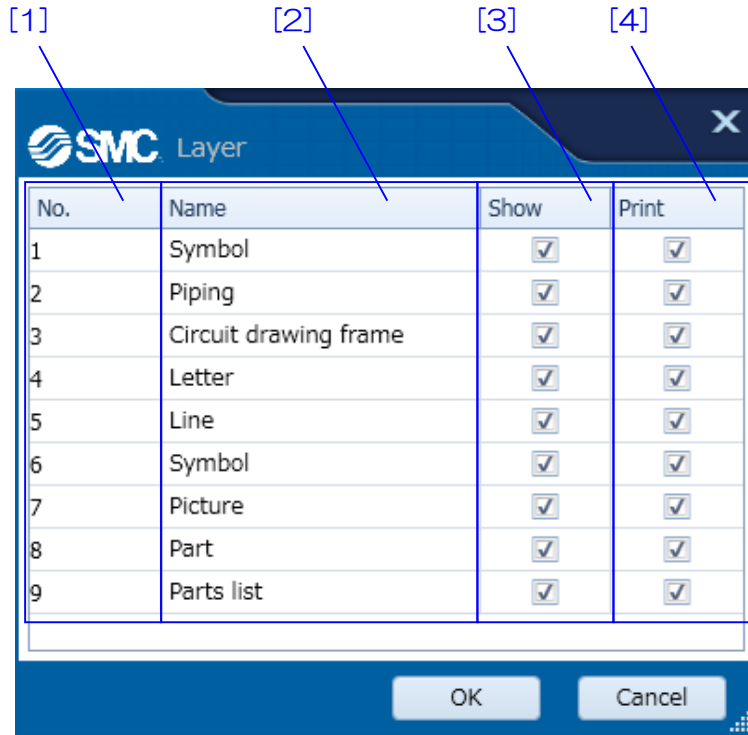 [1] [2] [3] [4]
SMC Layer X
No. Name Show Print
1 Symbol
2 Piping
3 Circuit drawing frame
4 Letter
5 Line
6 Symbol
7 Picture
8 Part
9 Parts list
OK Cancel